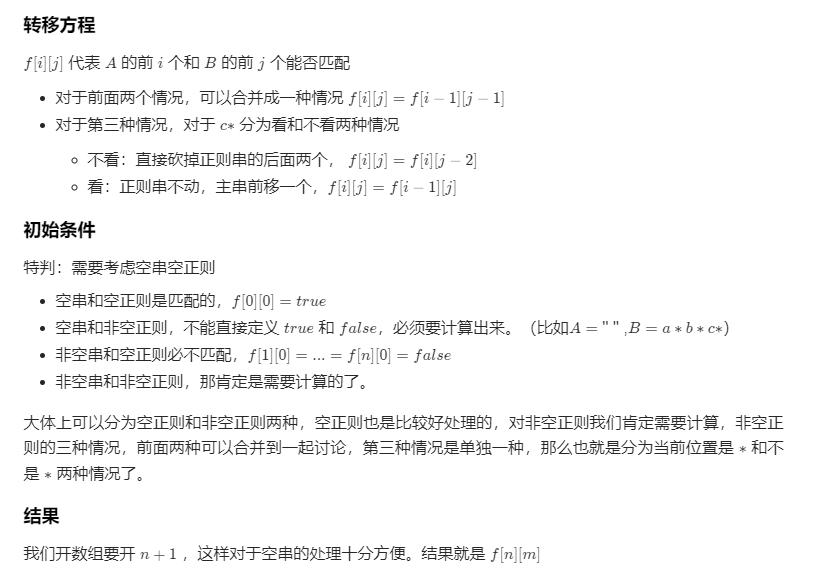 转移方程
f[i][j] 代表 A 的前 i 个和 B 的前 j 个能否匹配
• 对于前面两个情况，可以合并成一种情况 f[i][j] = f[i − 1][j − 1]
• 对于第三种情况，对于 c* 分为看和不看两种情况
◦ 不看：直接砍掉正则串的后面两个， f[i][j] = f[i][j − 2]
◦ 看：正则串不动，主串前移一个，f[i][j] = f[i − 1][j]
初始条件
特判：需要考虑空串空正则
• 空串和空正则是匹配的，f[0][0] = true
• 空串和非空正则，不能直接定义 true 和 false，必须要计算出来。（比如A = "" ,B = a * b * c*）
• 非空串和空正则必不匹配，f[1][0] = ... = f[n][0] = false
• 非空串和非空正则，那肯定是需要计算的了。
大体上可以分为空正则和非空正则两种，空正则也是比较好处理的，对非空正则我们肯定需要计算，非空正
则的三种情况，前面两种可以合并到一起讨论，第三种情况是单独一种，那么也就是分为当前位置是 * 和不
是 * 两种情况了。
结果
我们开数组要开 n + 1 ，这样对于空串的处理十分方便。结果就是 f[n][m]